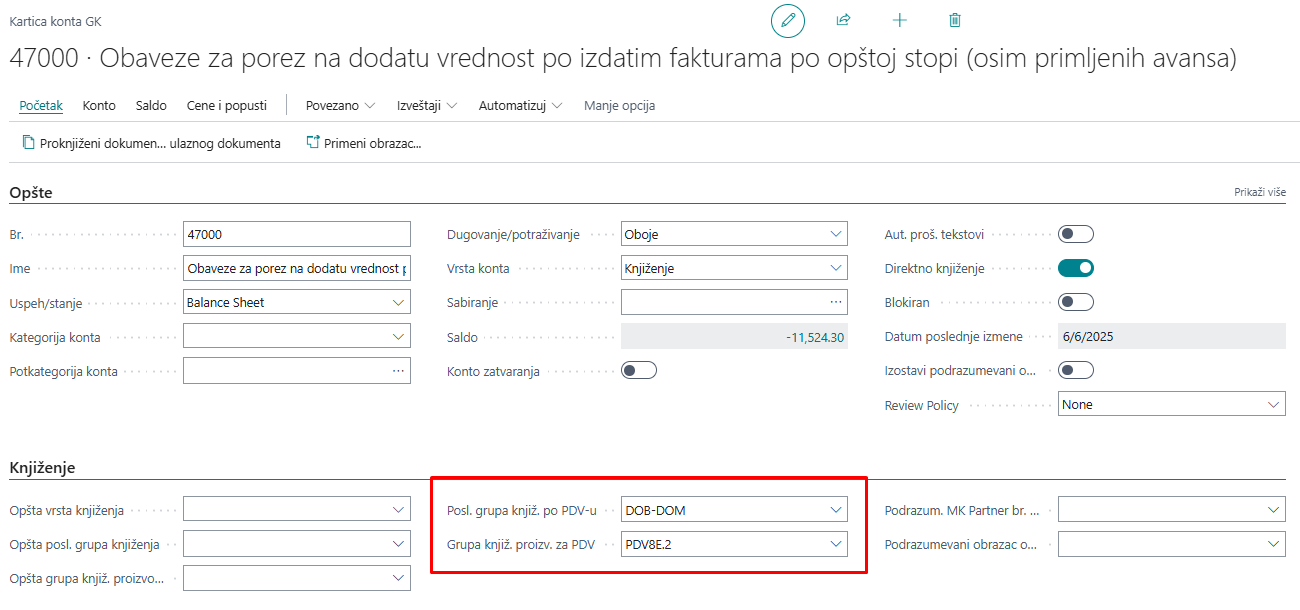 Kartica konta GK
47000 · Obaveze za porez na dodatu vrednost po izdatim fakturama po opštoj stopi (osim primljenih avansa)
Početak Konto Saldo Cene i popusti Povezano Izveštaji Automatizuj Manje opcija
Proknjiženi dokumen... ulaznog dokumenta Primeni obrazac...
Opšte Prikaži više
Br. 47000 Dugovanje/potraživanje Oboje Aut. proš. tekstovi
Ime Obaveze za porez na dodatu vrednost p Vrsta konta Knjiženje Direktno knjiženje
Uspeh/stanje Balance Sheet Sabiranje ... Blokiran
Kategorija konta Saldo -11,524.30 Datum poslednje izmene 6/6/2025
Potkategorija konta ... Konto zatvaranja Izostavi podrazumevani o...
Review Policy None
Knjiženje
Opšta vrsta knjiženja Posl. grupa knjiž. po PDV-u DOB-DOM Podrazum. MK Partner br. ...
Opšta posl. grupa knjiženja Grupa knjiž. proizv. za PDV PDV8E.2 Podrazumevani obrazac o...
Opšta grupa knjiž. proizvo...